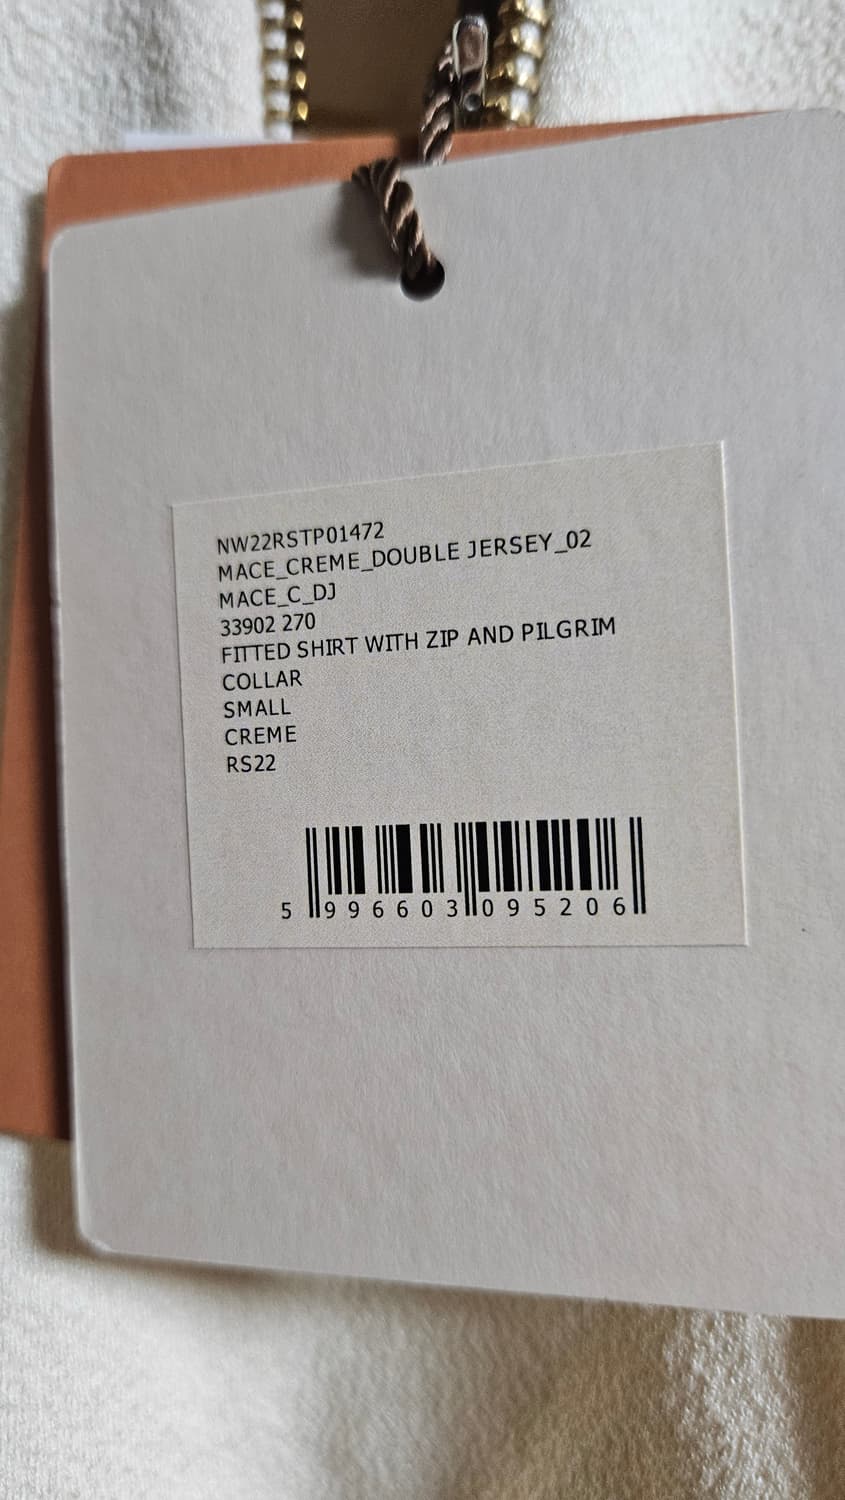 NW22RSTP01472
MACE_CREME_DOUBLE JERSEY_02
MACE_C_DJ
33902 270
FITTED SHIRT WITH ZIP AND PILGRIM
COLLAR
SMALL
CREME
RS22
5 996603 095206